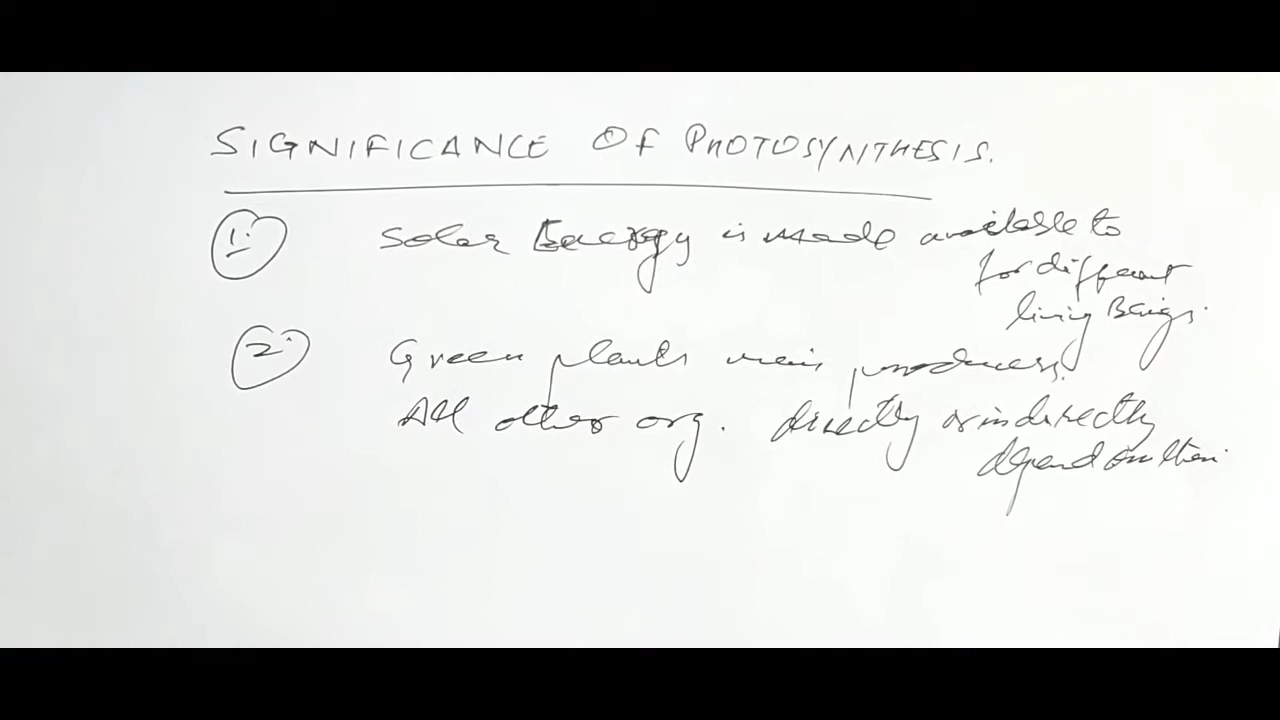 SIGNIFICANCE OF PHOTOSYNTHESIS.
1. Solar Energy is made available to
for different
living Beings.
2. Green plants main producers.
All other org. directly or indirectly
depend on them.